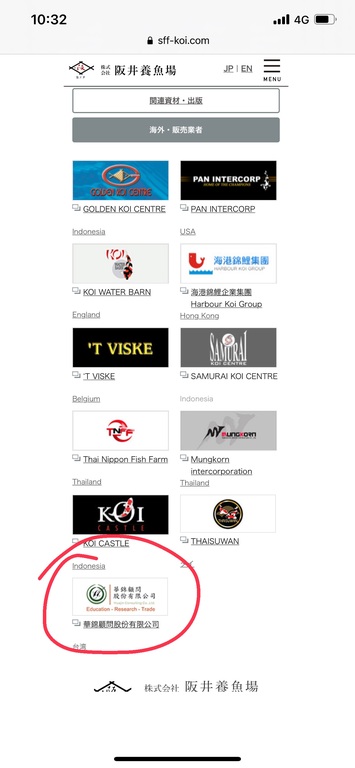 10:32
4G
sff-koi.com
株式会社 阪井養魚場
JP | EN
MENU
関連資材・出版
海外・販売業者
GOLDEN KOI CENTRE
PAN INTERCORP
HOME OF THE CHAMPIONS
GOLDEN KOI CENTRE
PAN INTERCORP
Indonesia
USA
KOI
海港錦鯉集團
HARBOUR KOI GROUP
KOI WATER BARN
海港錦鯉企業集團
Harbour Koi Group
England
Hong Kong
'T VISKE
SAMURAI
KOI CENTRE
'T VISKE
SAMURAI KOI CENTRE
Belgium
Indonesia
TNFF
MUNGKORN
Thai Nippon Fish Farm
Mungkorn
intercorporation
Thailand
Thailand
KOI
CASTLE
KOI CASTLE
THAISUWAN
Indonesia
タイ
華錦顧問
股份有限公司
Education - Research - Trade
華錦顧問股份有限公司
台湾
株式会社 阪井養魚場